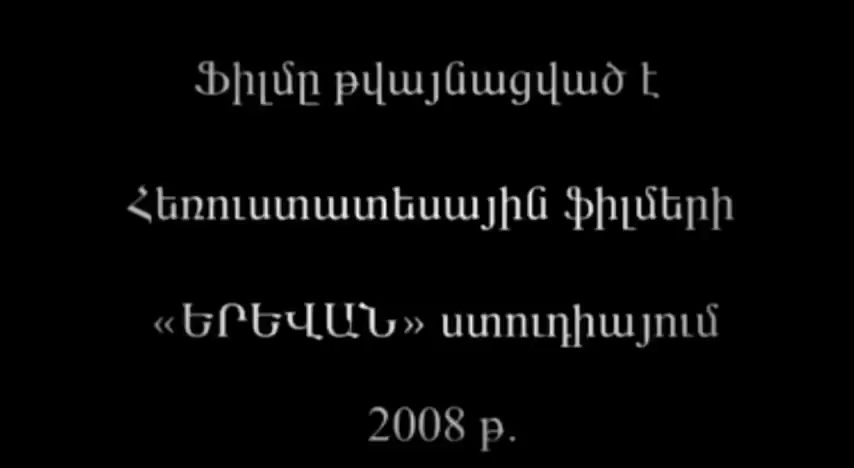 Ֆիլմը թվայնացված է
Հեռուստատեսային ֆիլմերի
«ԵՐԵՎԱՆ» ստուդիայում
2008 թ.